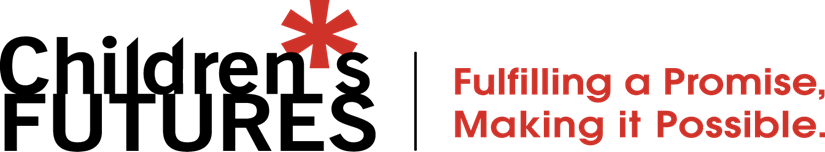 Children*s
FUTURES
Fulfilling a Promise,
Making it Possible.